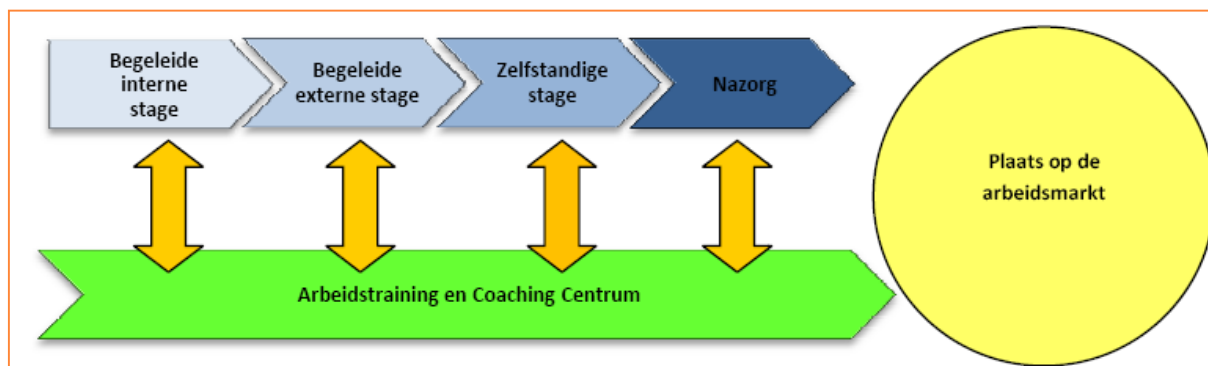 Begeleide
interne
stage
Begeleide
externe stage
Zelfstandige
stage
Nazorg
Plaats op de
arbeidsmarkt
Arbeidstraining en Coaching Centrum